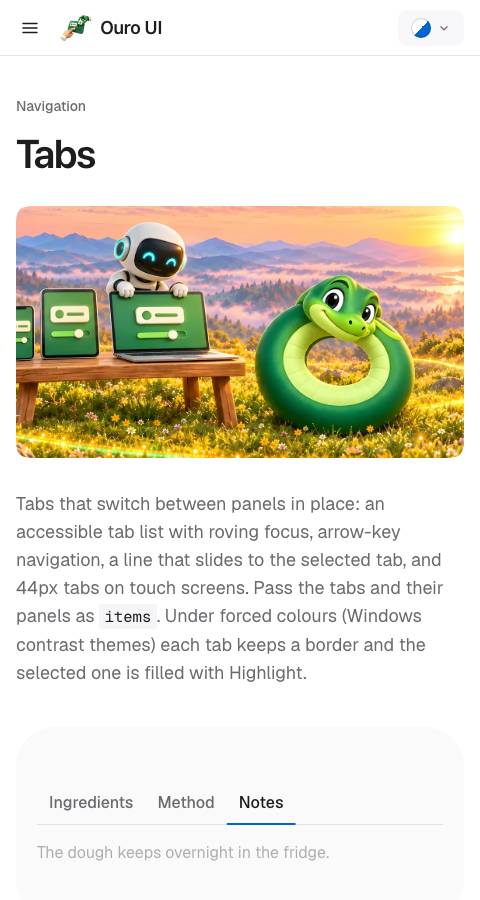 Ouro UI
Navigation
Tabs
Tabs that switch between panels in place: an
accessible tab list with roving focus, arrow-key
navigation, a line that slides to the selected tab, and
44px tabs on touch screens. Pass the tabs and their
panels as items. Under forced colours (Windows
contrast themes) each tab keeps a border and the
selected one is filled with Highlight.
Ingredients Method Notes
The dough keeps overnight in the fridge.